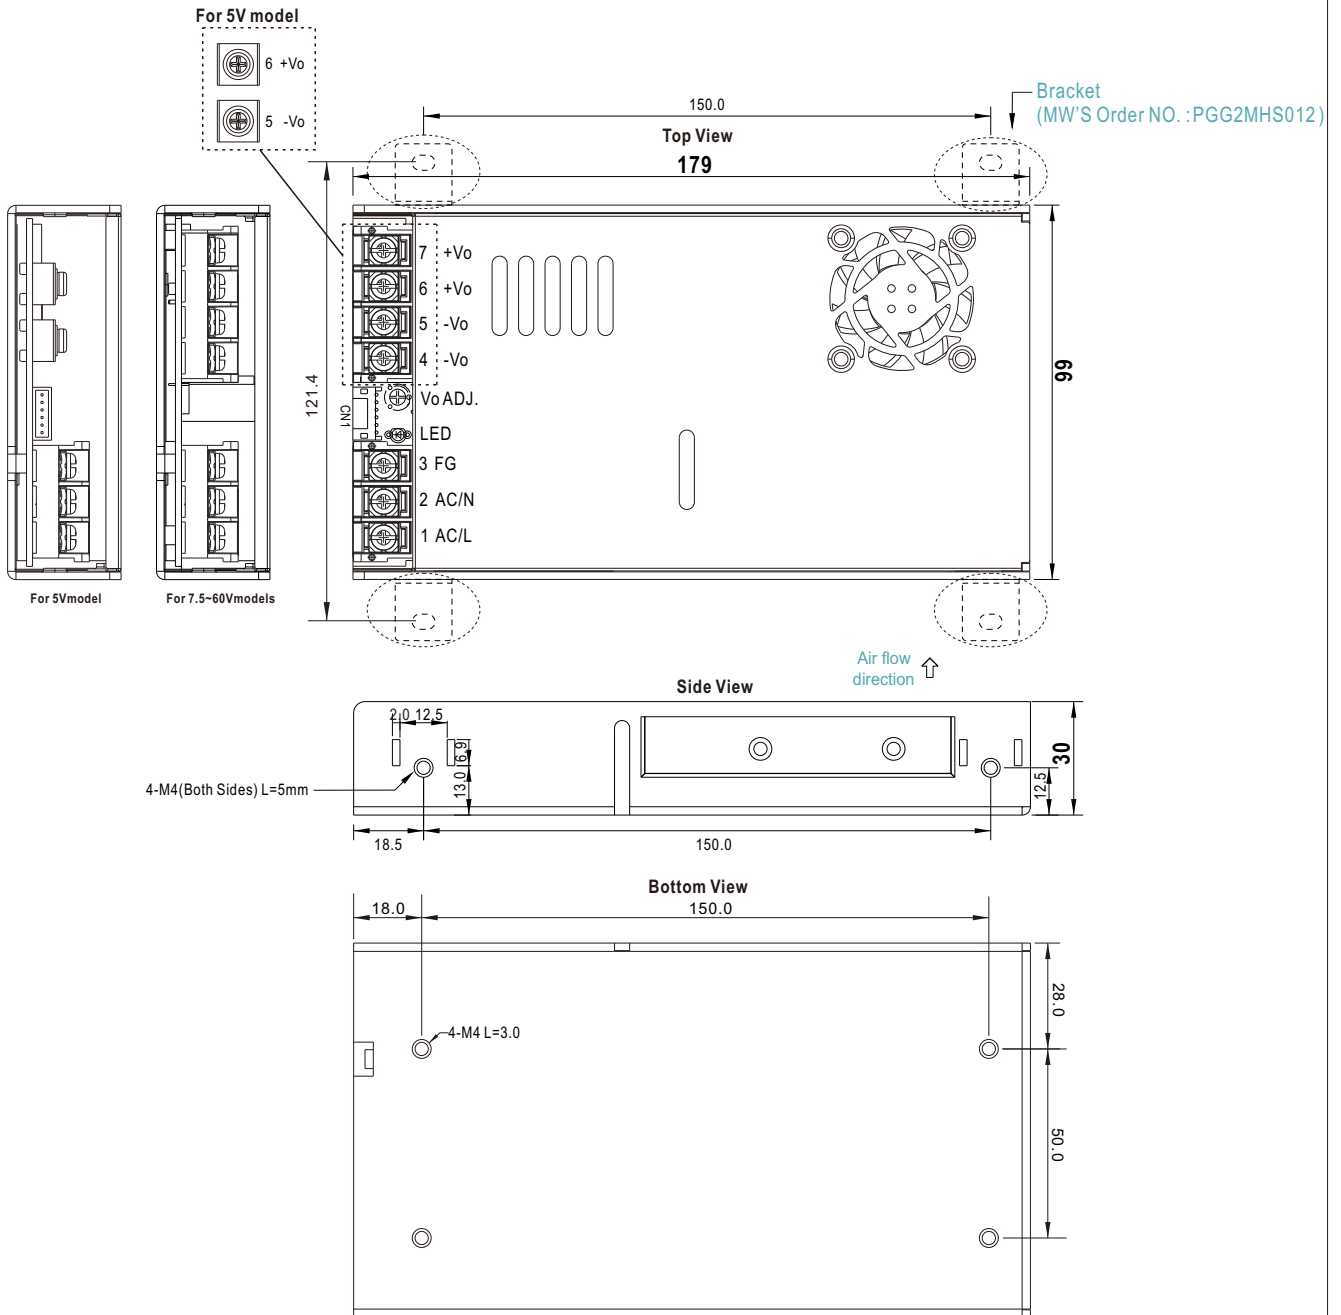 For 5V model
6 +Vo
5 -Vo
150.0
Bracket
(MW'S Order NO. :PGG2MHS012)
Top View
179
7 +Vo
6 +Vo
5 -Vo
4 -Vo
Vo ADJ.
CN1
LED
3 FG
2 AC/N
1 AC/L
121.4
99
For 5Vmodel
For 7.5~60Vmodels
Air flow
direction
Side View
2.0 12.5
6.9
13.0
30
12.5
4-M4(Both Sides) L=5mm
18.5
150.0
Bottom View
18.0
150.0
28.0
4-M4 L=3.0
50.0